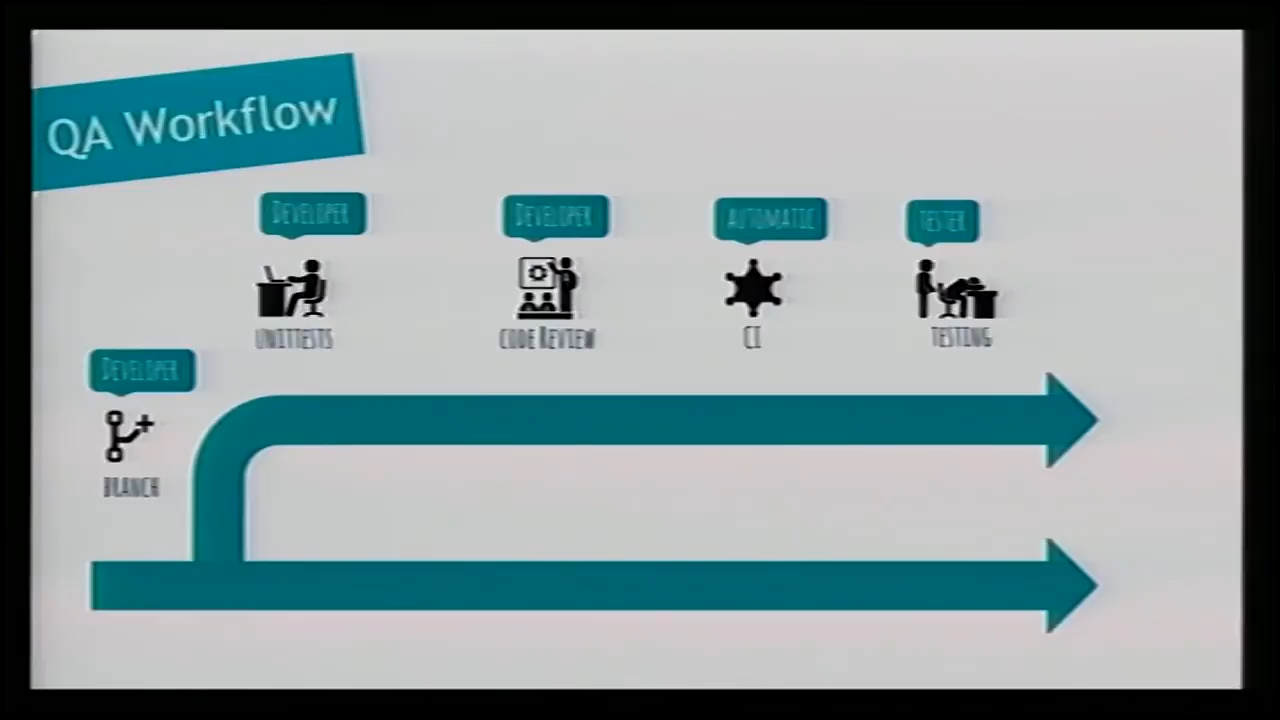 QA Workflow
DEVELOPER
DEVELOPER
AUTOMATIC
TESTER
UNITTESTS
CODE REVIEW
CI
TESTING
DEVELOPER
BRANCH